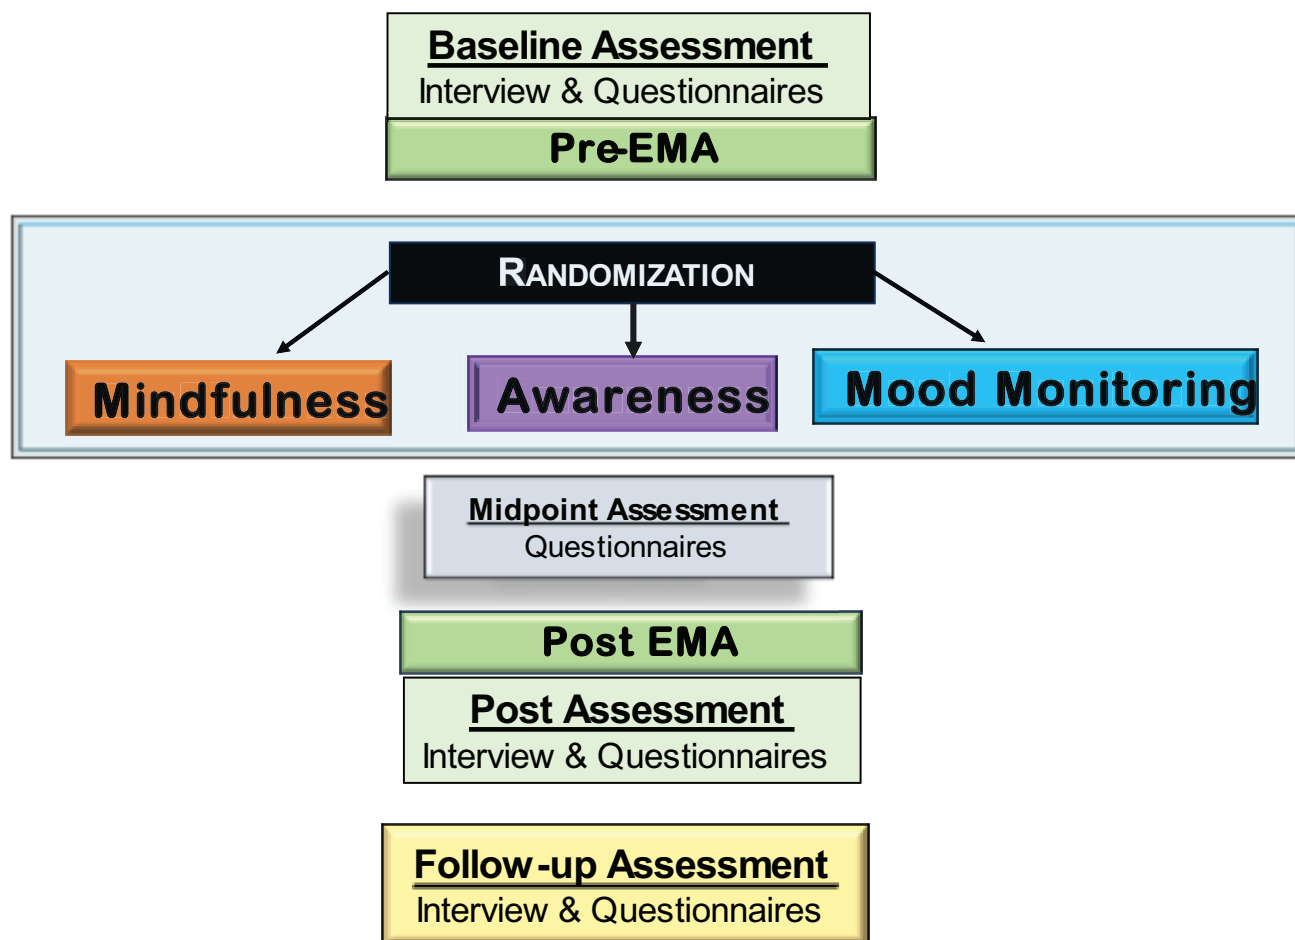 Baseline Assessment
Interview & Questionnaires
Pre-EMA
RANDOMIZATION
Mindfulness
Awareness
Mood Monitoring
Midpoint Assessment
Questionnaires
Post EMA
Post Assessment
Interview & Questionnaires
Follow-up Assessment
Interview & Questionnaires